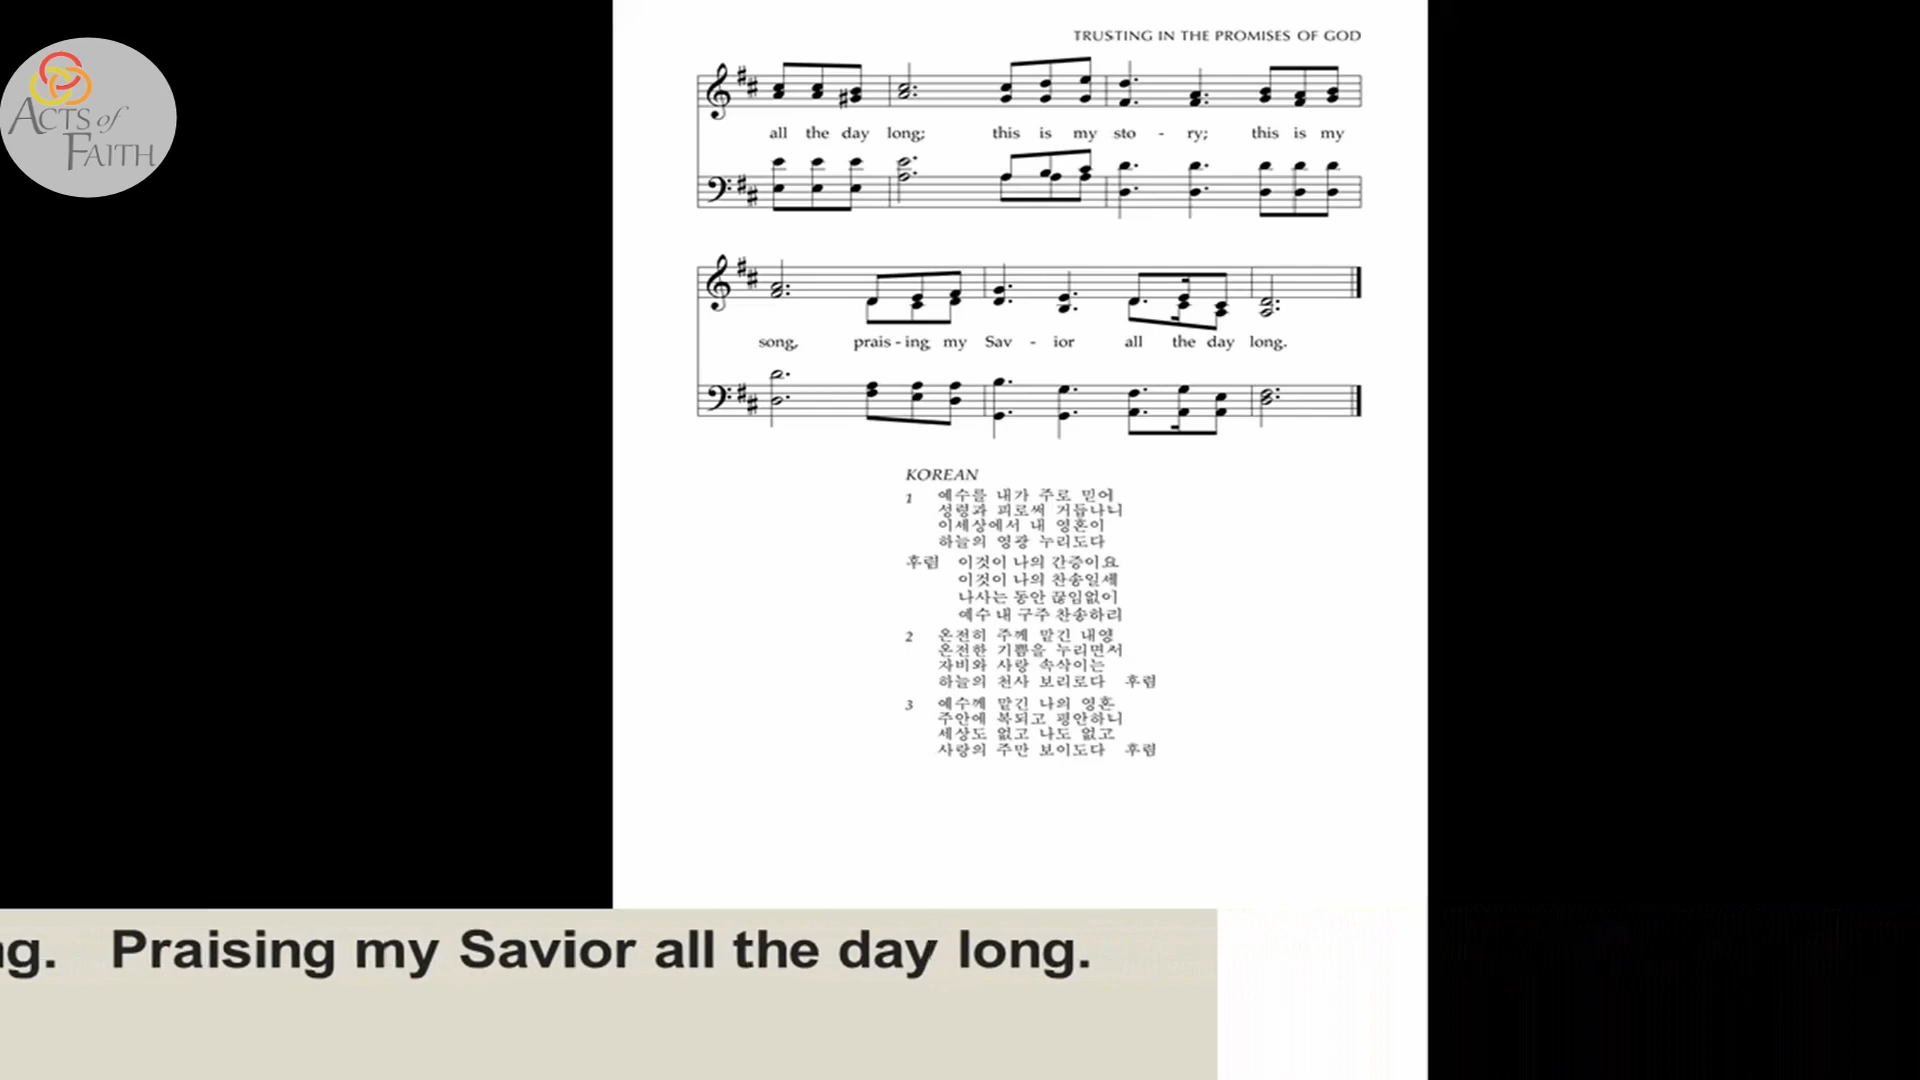 ACTS of
FAITH
TRUSTING IN THE PROMISES OF GOD
all the day long; this is my sto - ry; this is my
song, prais - ing my Sav - ior all the day long.
KOREAN
1 예수를 내가 주로 믿어
성령과 피로써 거듭나니
이세상에서 내 영혼이
하늘의 영광 누리도다
후렴 이것이 나의 간증이요
이것이 나의 찬송일세
나사는 동안 끊임없이
예수 내 구주 찬송하리
2 온전히 주께 맡긴 내영
온전한 기쁨을 누리면서
자비와 사랑 속삭이는
하늘의 천사 보리로다 후렴
3 예수께 맡긴 나의 영혼
주안에 복되고 평안하니
세상도 없고 나도 없고
사랑의 주만 보이도다 후렴
ng. Praising my Savior all the day long.